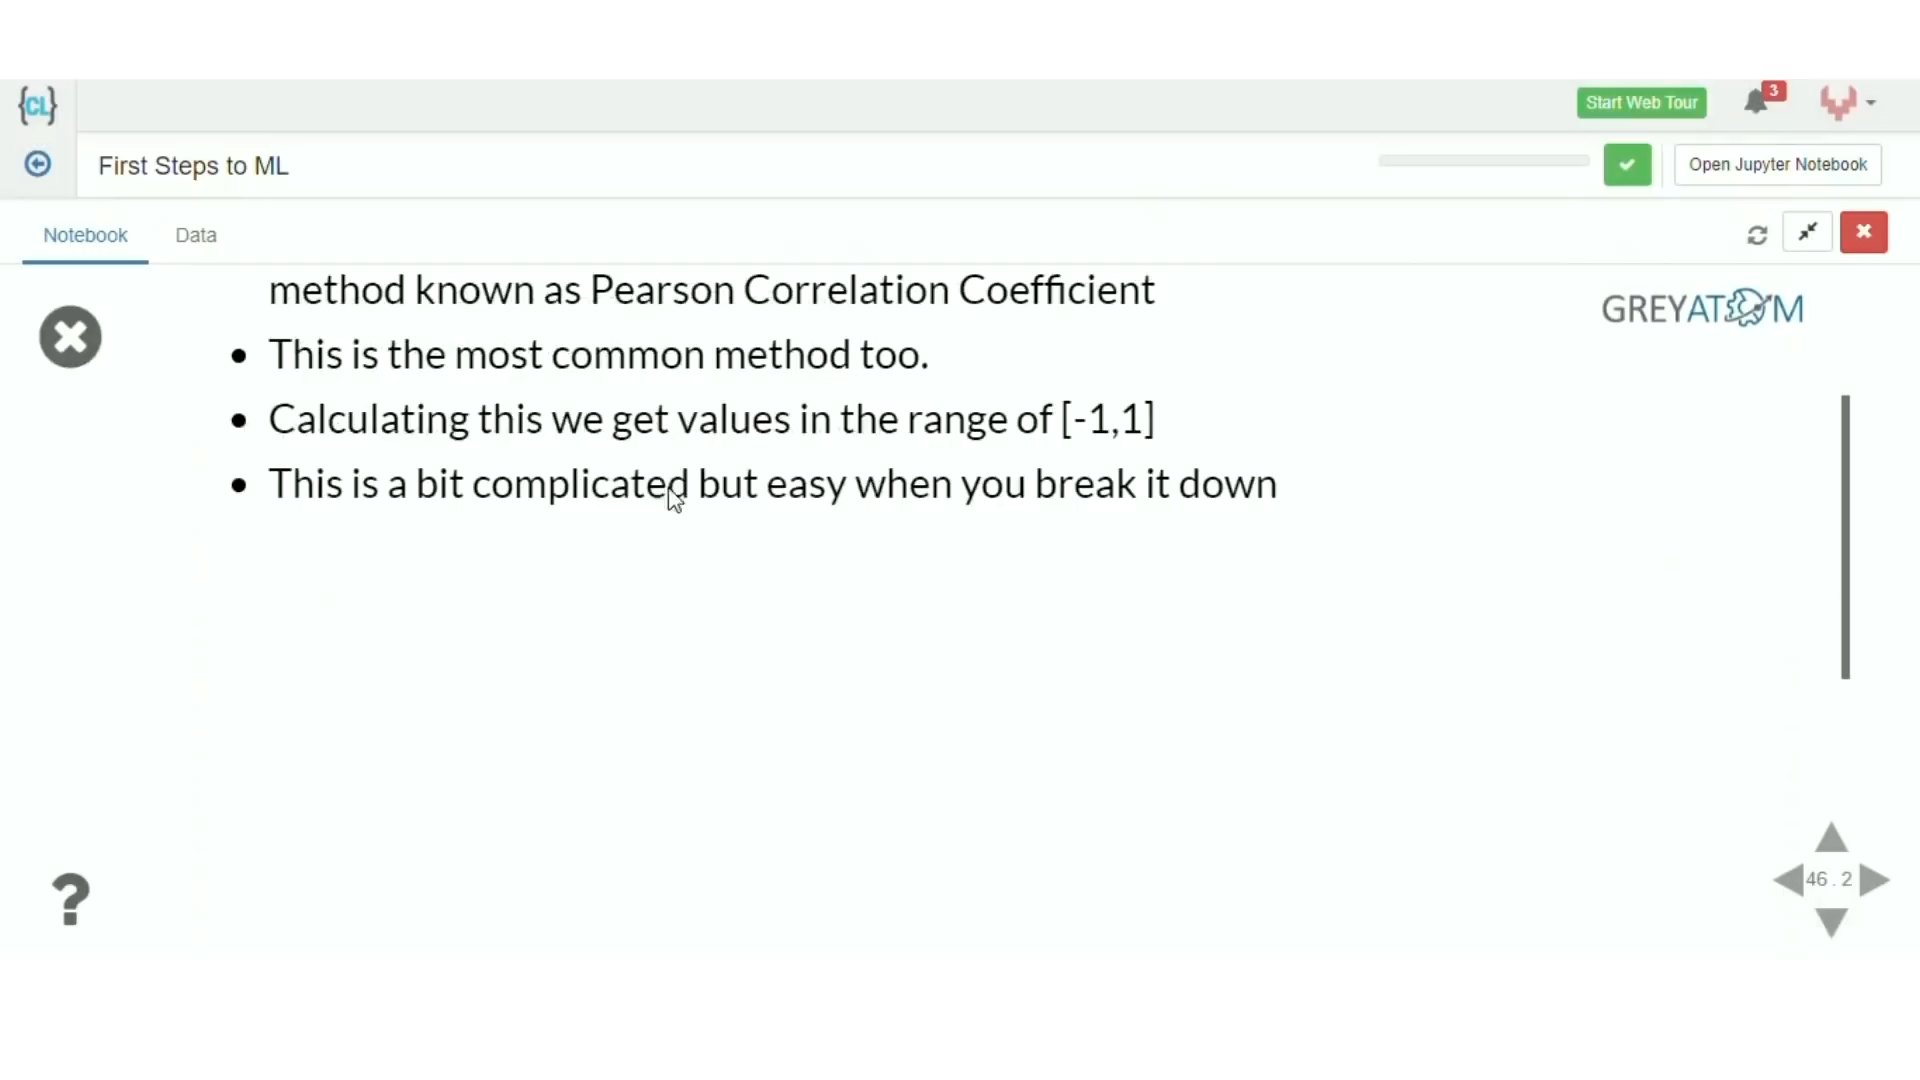 {CL}
Start Web Tour
3
First Steps to ML
Open Jupyter Notebook
Notebook
Data
method known as Pearson Correlation Coefficient
GREYATOM
• This is the most common method too.
• Calculating this we get values in the range of [-1,1]
• This is a bit complicated but easy when you break it down
?
46 . 2